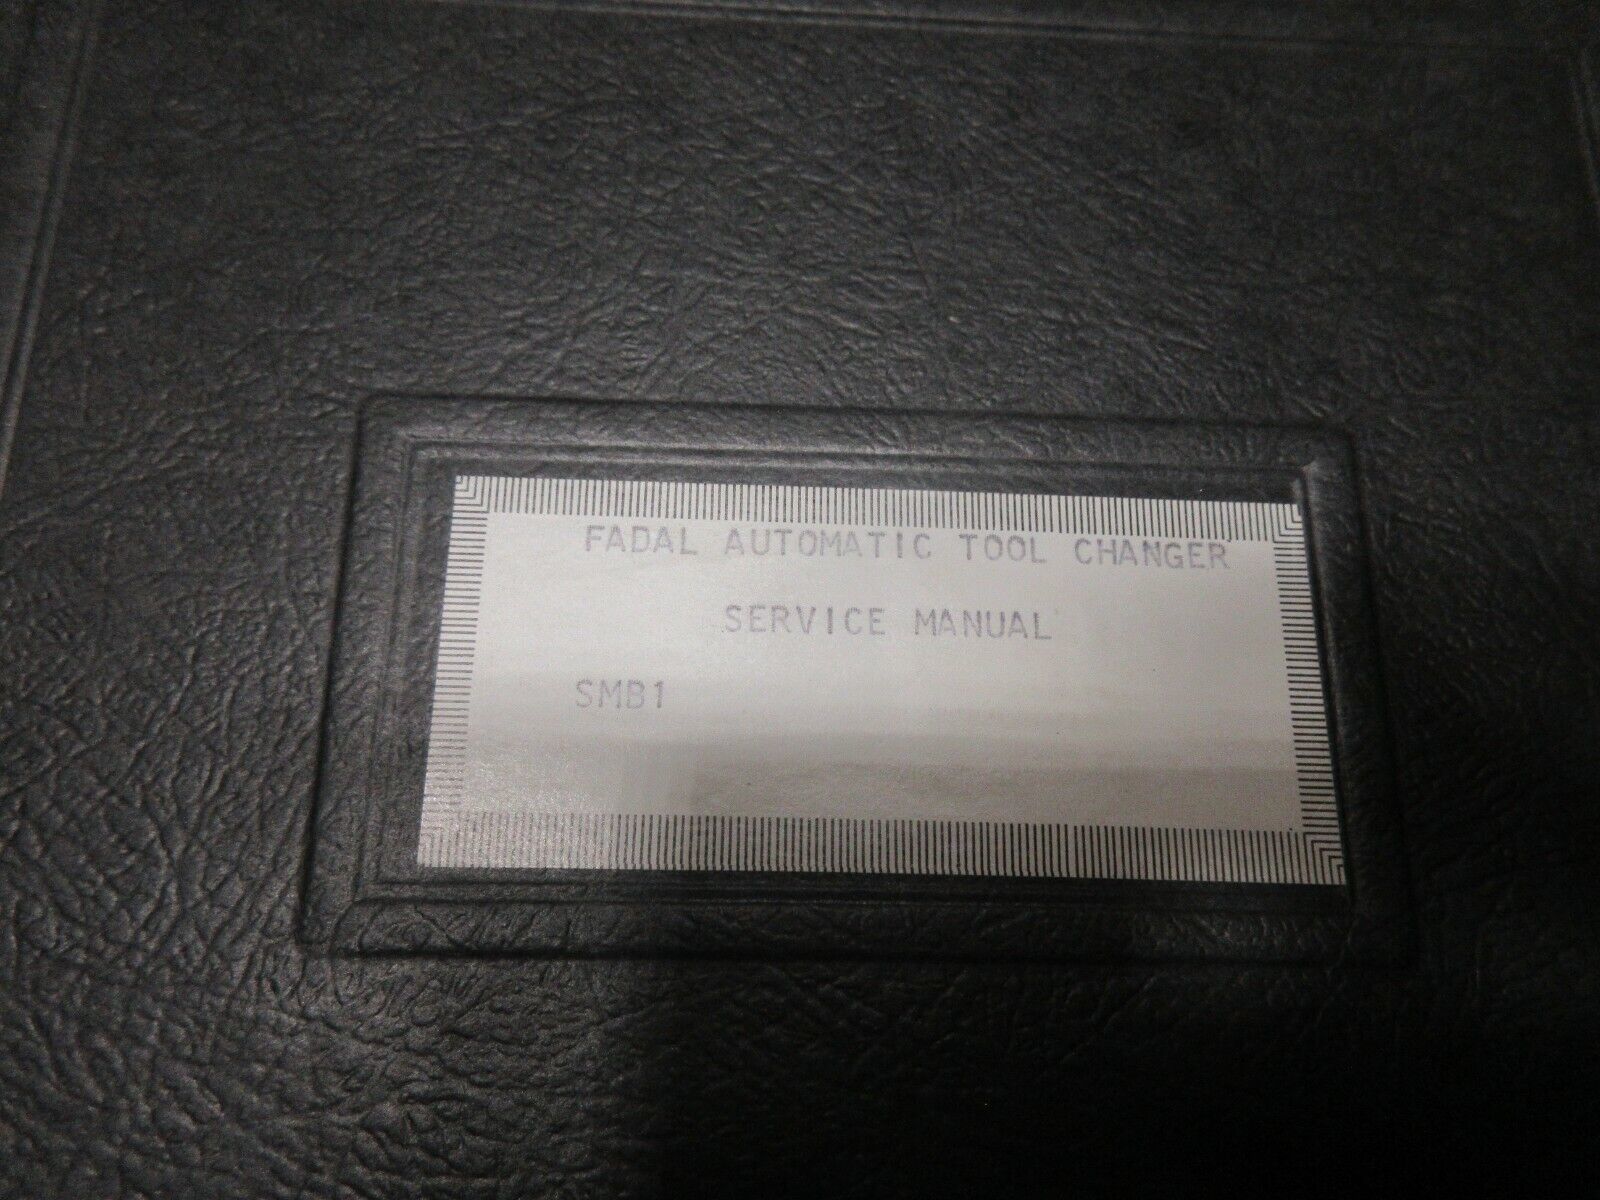 FADAL AUTOMATIC TOOL CHANGER
SERVICE MANUAL
SMB1